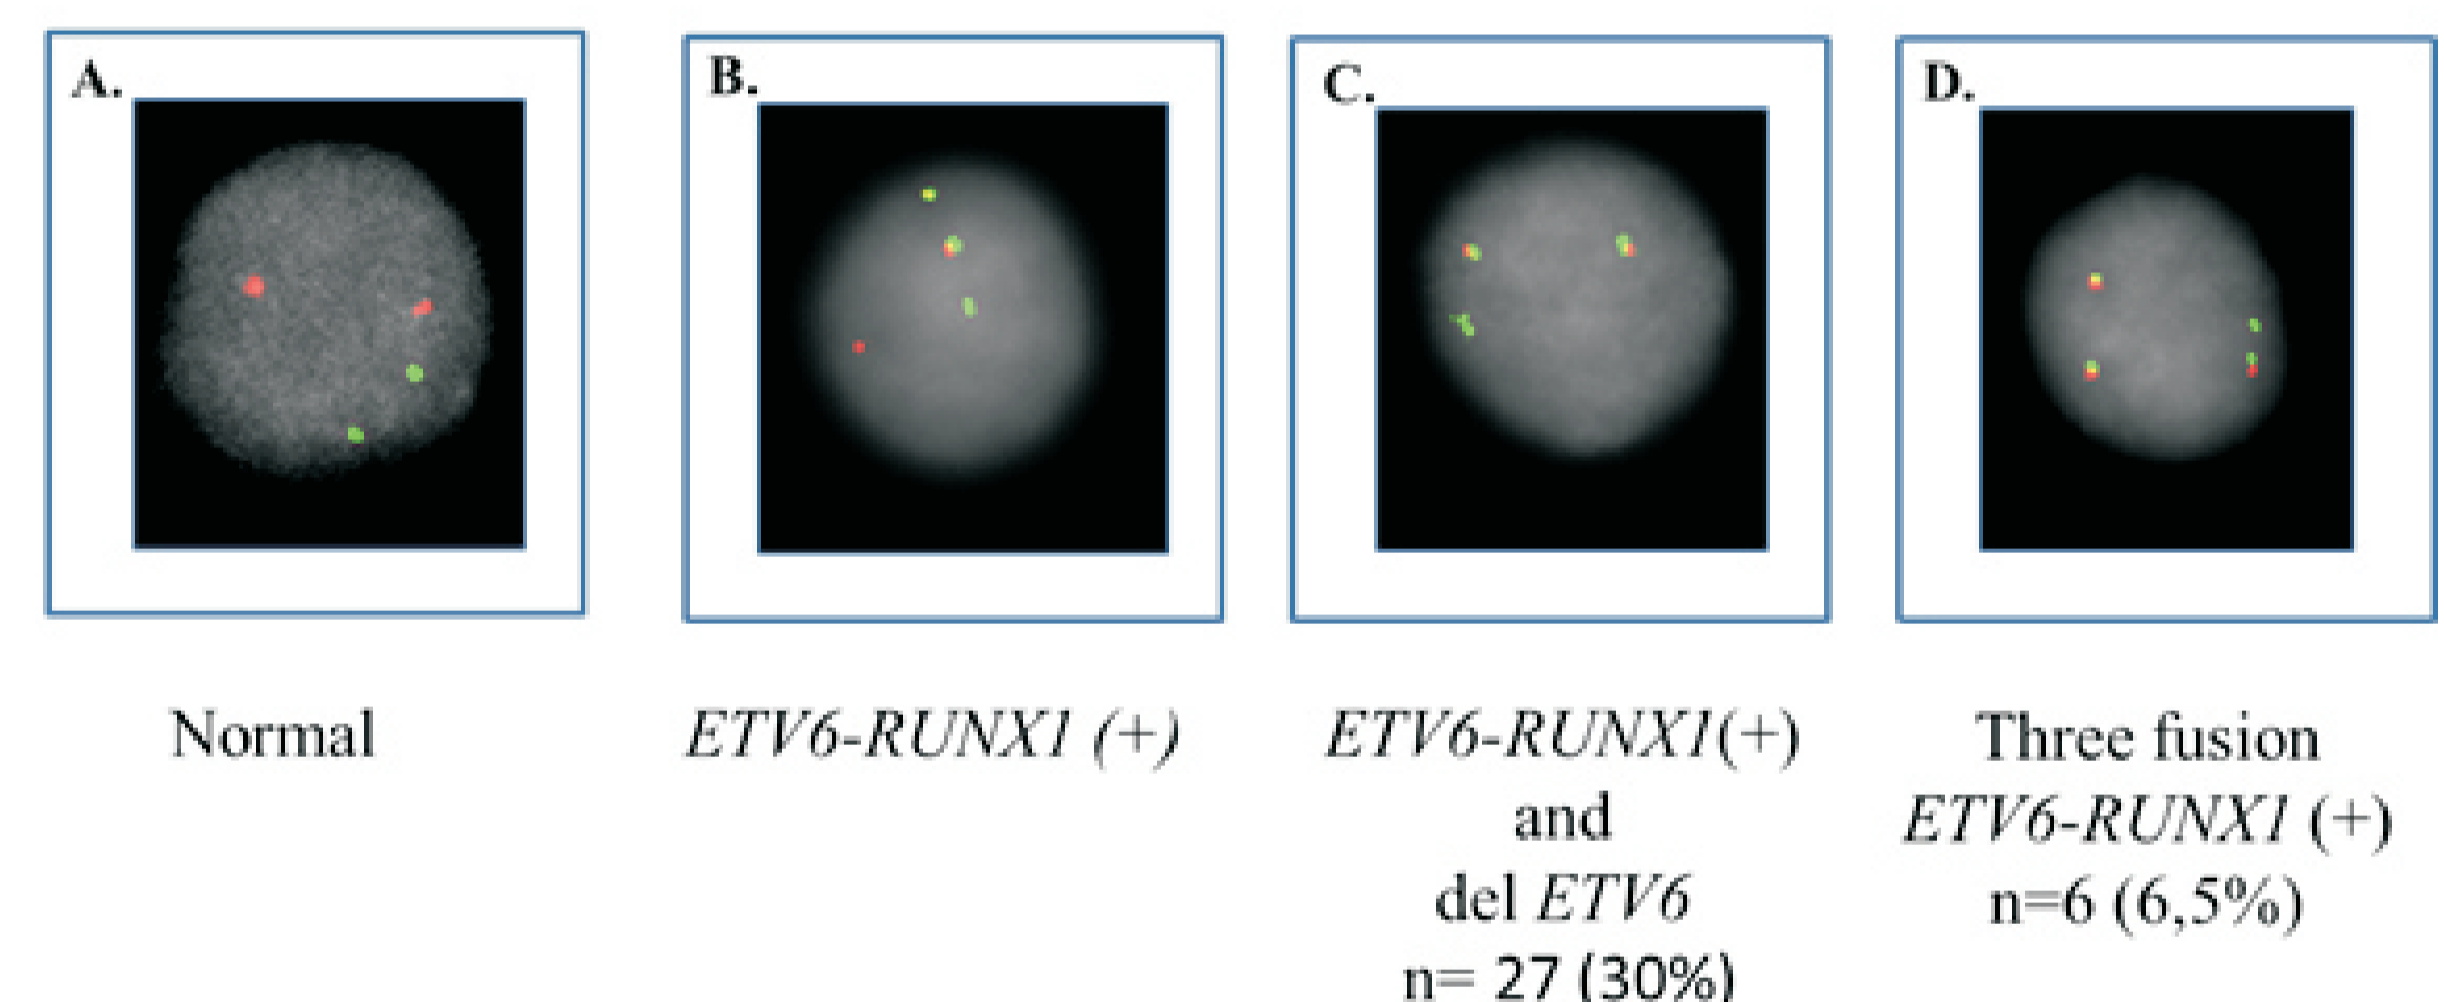 A.
B.
C.
D.
Normal
ETV6-RUNX1 (+)
ETV6-RUNX1(+)
and
del ETV6
n= 27 (30%)
Three fusion
ETV6-RUNX1 (+)
n=6 (6,5%)